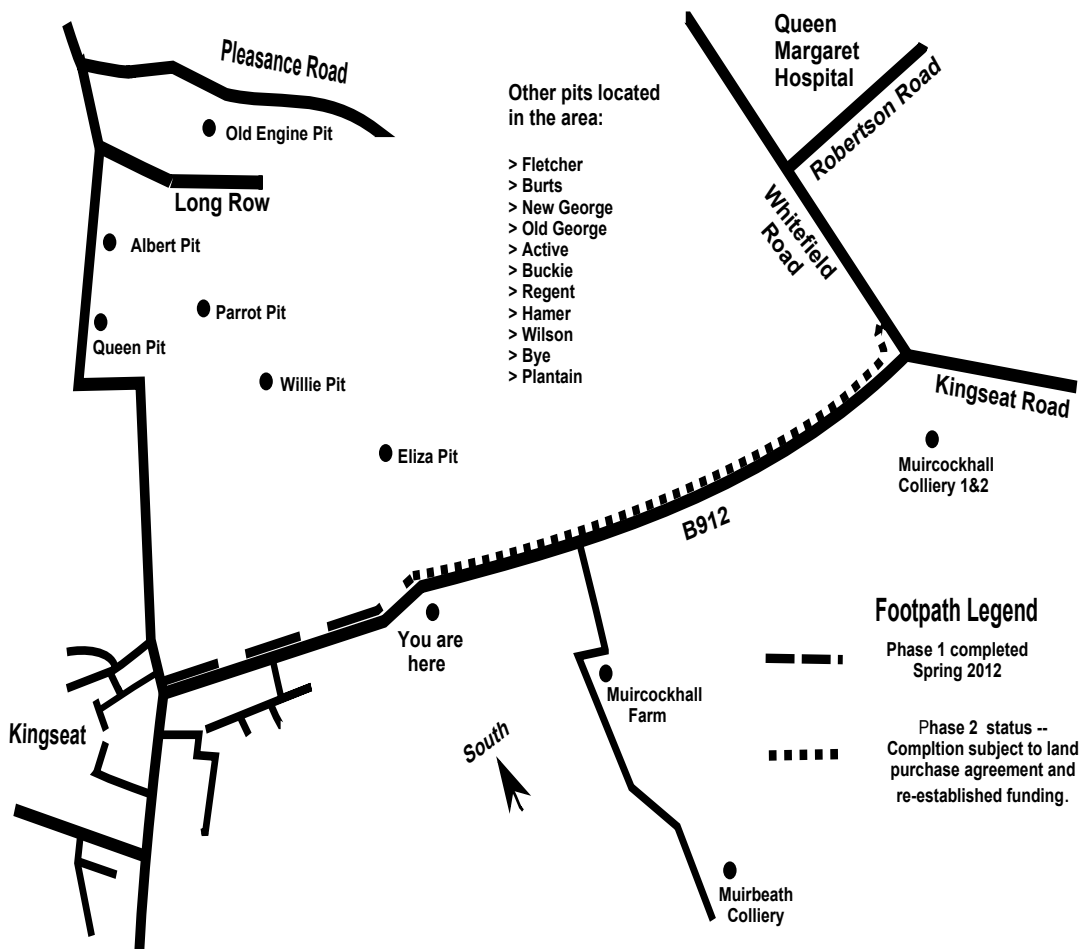 Pleasance Road
Old Engine Pit
Long Row
Albert Pit
Parrot Pit
Queen Pit
Willie Pit
Eliza Pit
Other pits located
in the area:
> Fletcher
> Burts
> New George
> Old George
> Active
> Buckie
> Regent
> Hamer
> Wilson
> Bye
> Plantain
Queen
Margaret
Hospital
Robertson Road
Whitefield
Road
Kingseat Road
Muircockhall
Colliery 1&2
B912
You are
here
Kingseat
South
Muircockhall
Farm
Muirbeath
Colliery
Footpath Legend
Phase 1 completed
Spring 2012
Phase 2 status --
Compltion subject to land
purchase agreement and
re-established funding.